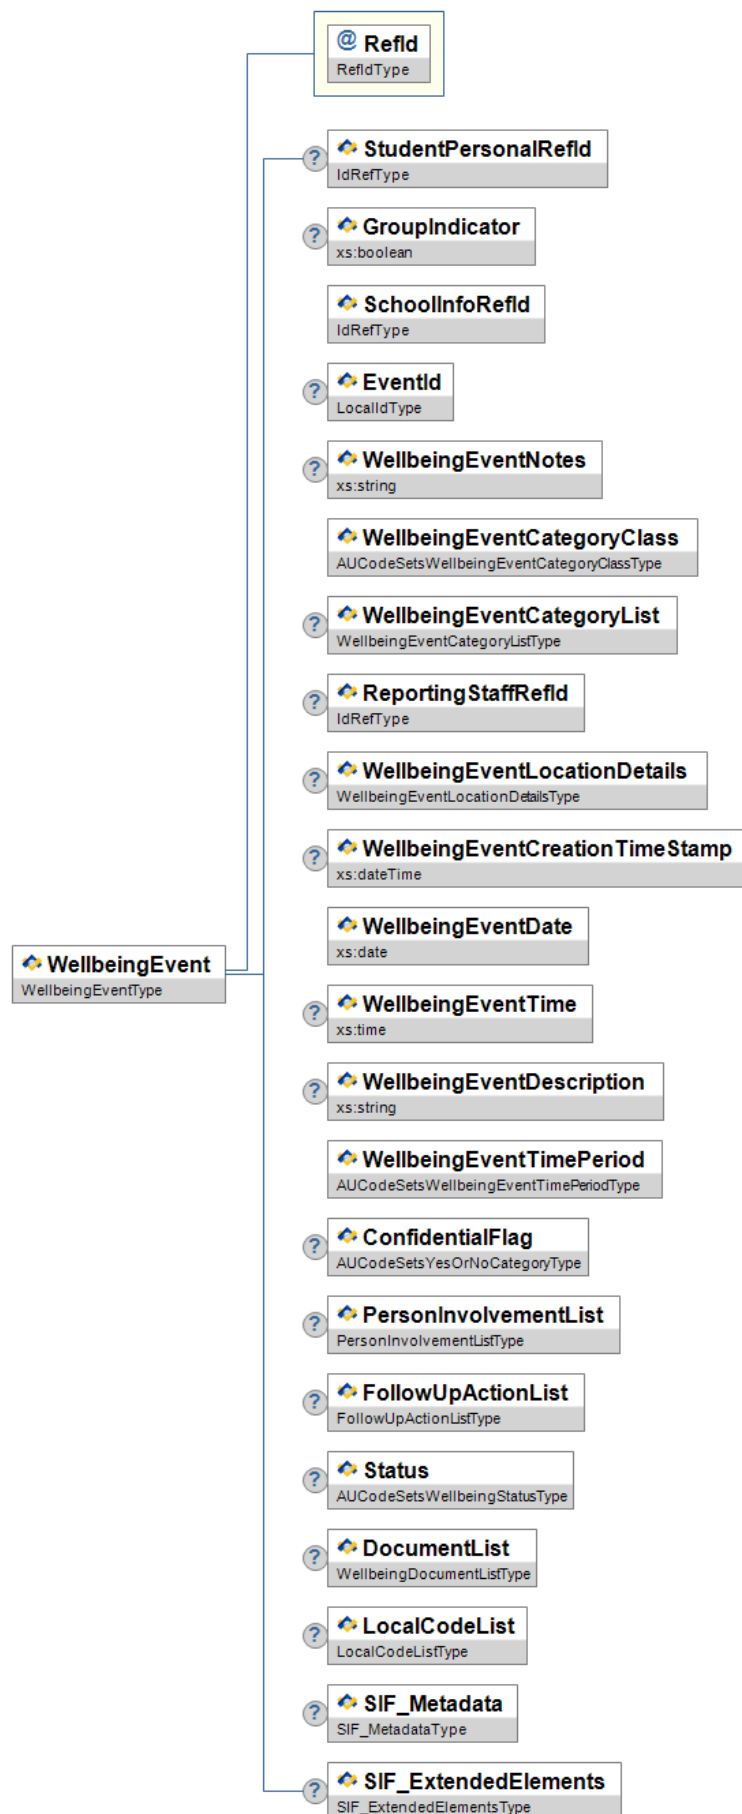 @ RefId
RefIdType
? StudentPersonalRefId
IdRefType
? GroupIndicator
xs:boolean
SchoolInfoRefId
IdRefType
? EventId
LocalIdType
? WellbeingEventNotes
xs:string
WellbeingEventCategoryClass
AUCodeSetsWellbeingEventCategoryClassType
? WellbeingEventCategoryList
WellbeingEventCategoryListType
? ReportingStaffRefId
IdRefType
? WellbeingEventLocationDetails
WellbeingEventLocationDetailsType
? WellbeingEventCreationTimeStamp
xs:dateTime
WellbeingEventDate
xs:date
WellbeingEvent
WellbeingEventType
? WellbeingEventTime
xs:time
? WellbeingEventDescription
xs:string
WellbeingEventTimePeriod
AUCodeSetsWellbeingEventTimePeriodType
? ConfidentialFlag
AUCodeSetsYesOrNoCategoryType
? PersonInvolvementList
PersonInvolvementListType
? FollowUpActionList
FollowUpActionListType
? Status
AUCodeSetsWellbeingStatusType
? DocumentList
WellbeingDocumentListType
? LocalCodeList
LocalCodeListType
? SIF_Metadata
SIF_MetadataType
? SIF_ExtendedElements
SIF_ExtendedElementsType